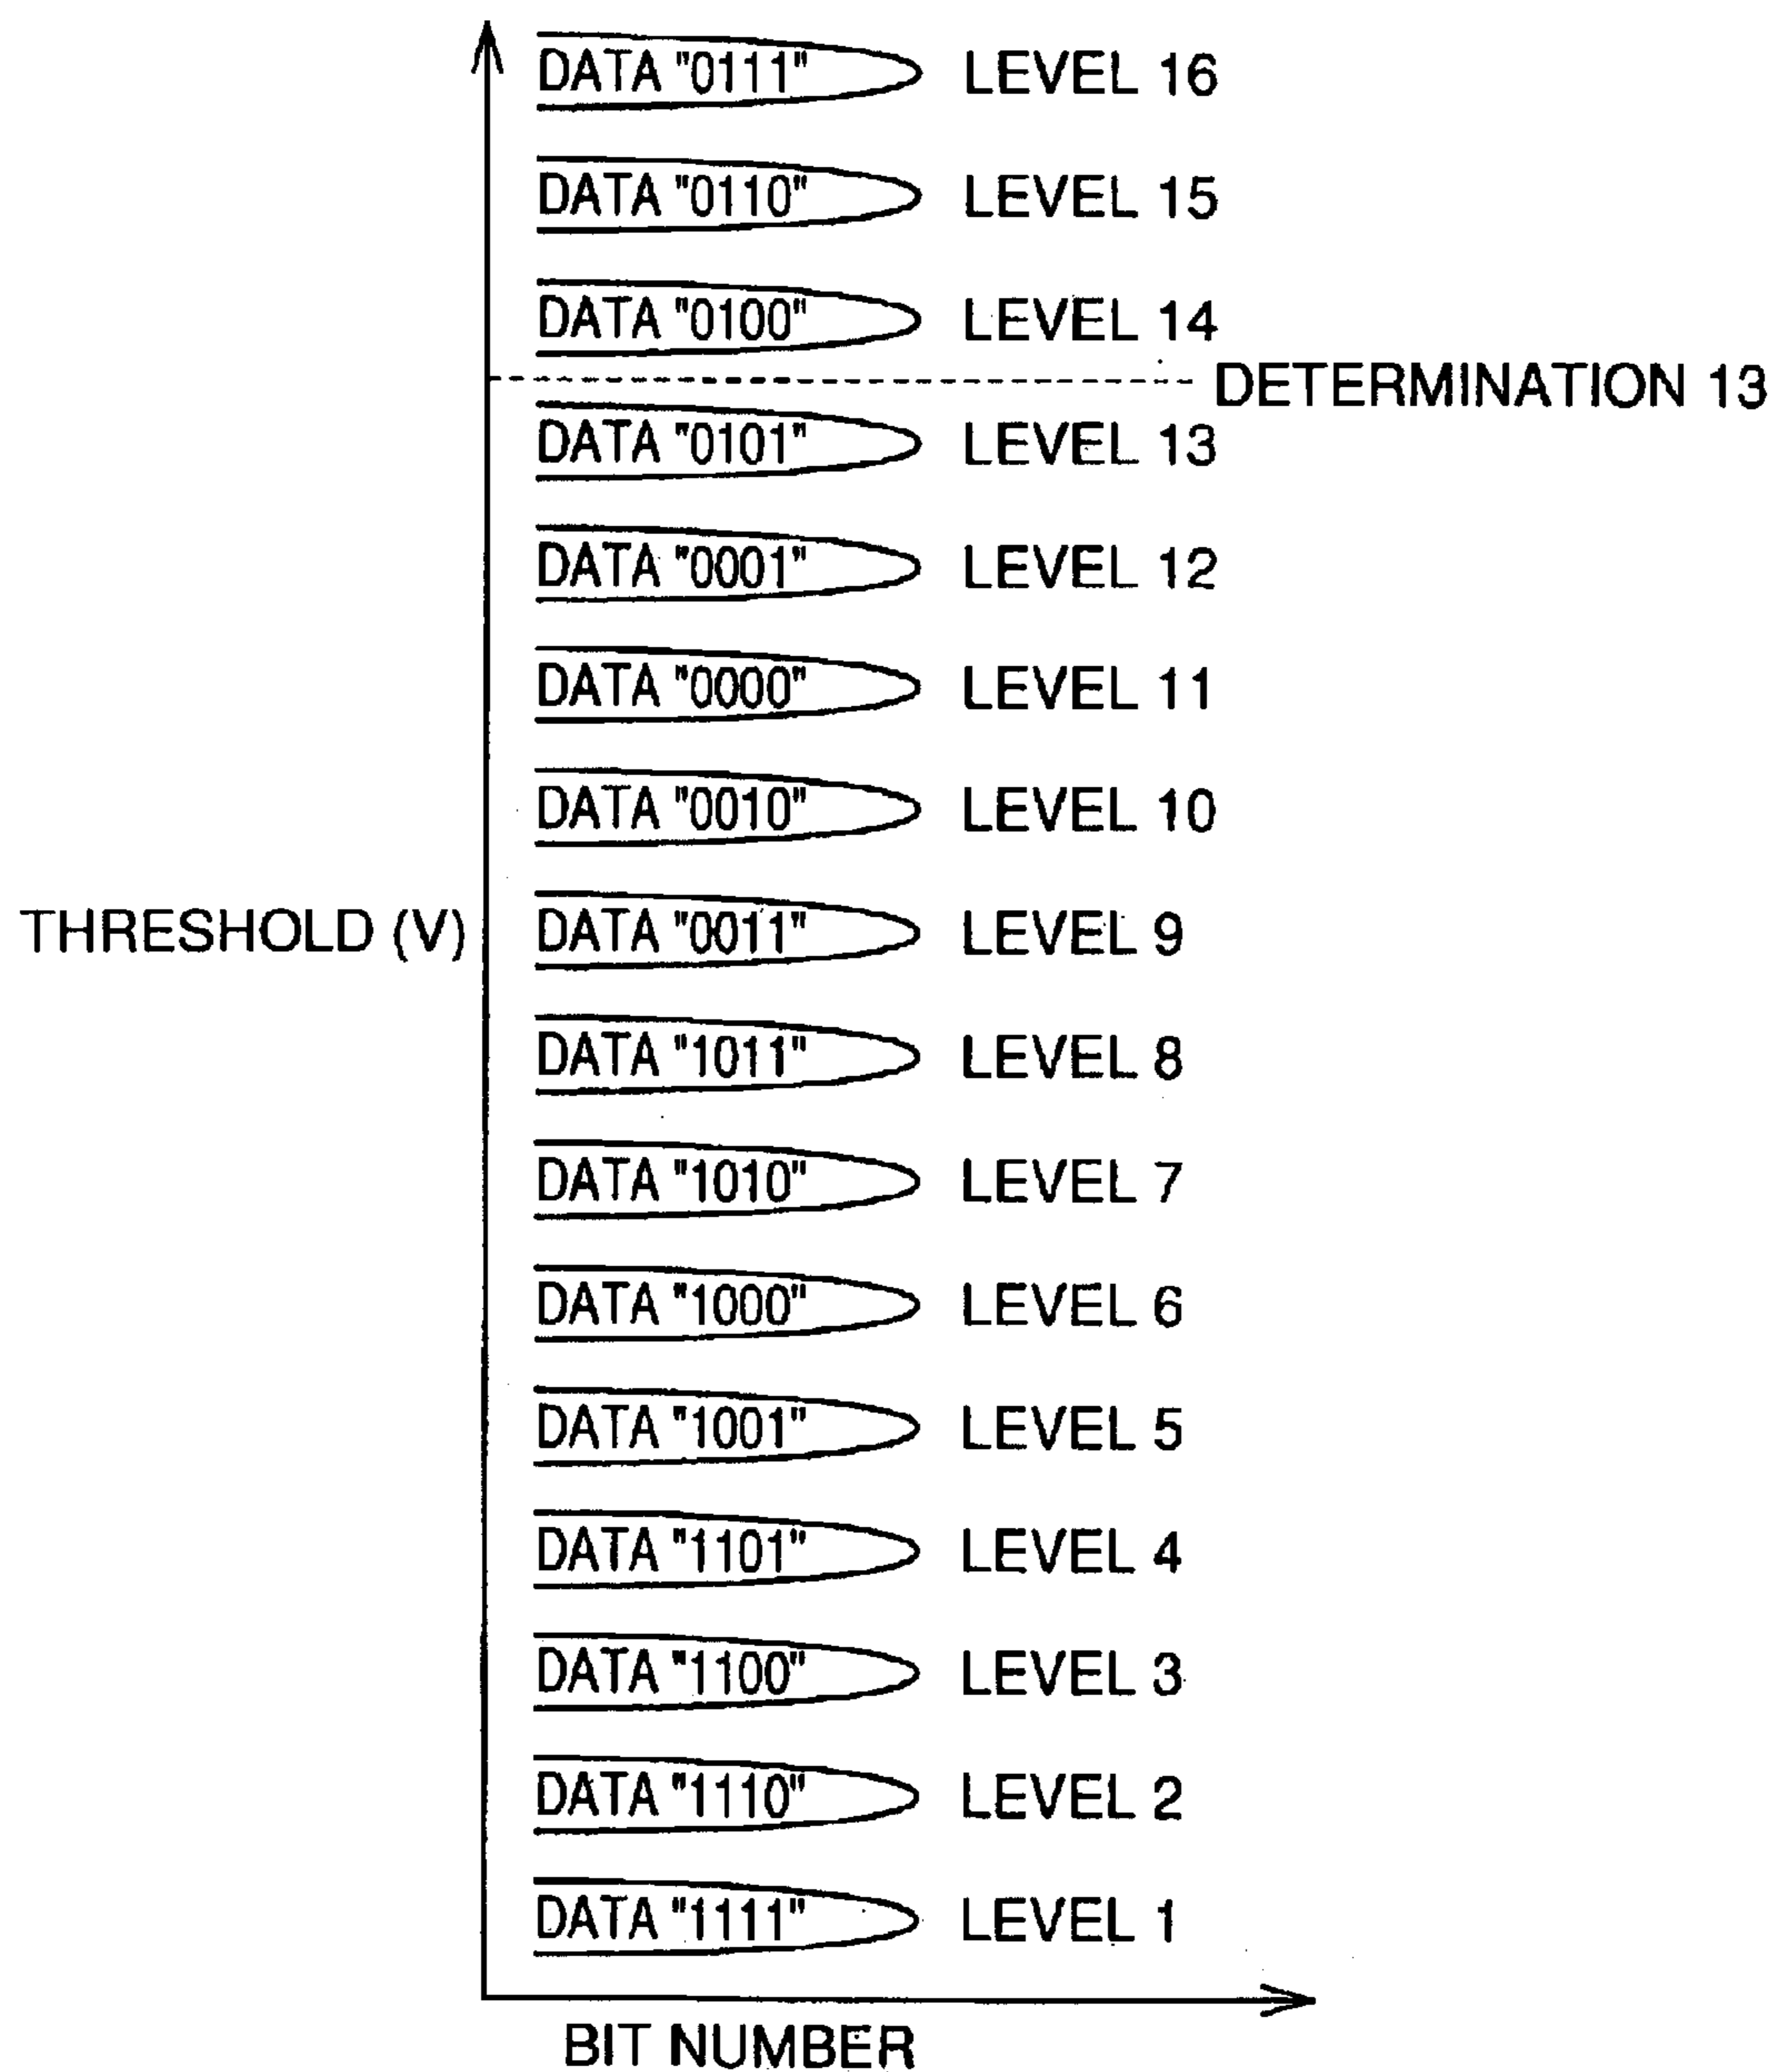 DATA "0111" LEVEL 16
DATA "0110" LEVEL 15
DATA "0100" LEVEL 14
DETERMINATION 13
DATA "0101" LEVEL 13
DATA "0001" LEVEL 12
DATA "0000" LEVEL 11
DATA "0010" LEVEL 10
THRESHOLD (V) DATA "0011" LEVEL 9
DATA "1011" LEVEL 8
DATA "1010" LEVEL 7
DATA "1000" LEVEL 6
DATA "1001" LEVEL 5
DATA "1101" LEVEL 4
DATA "1100" LEVEL 3
DATA "1110" LEVEL 2
DATA "1111" LEVEL 1
BIT NUMBER